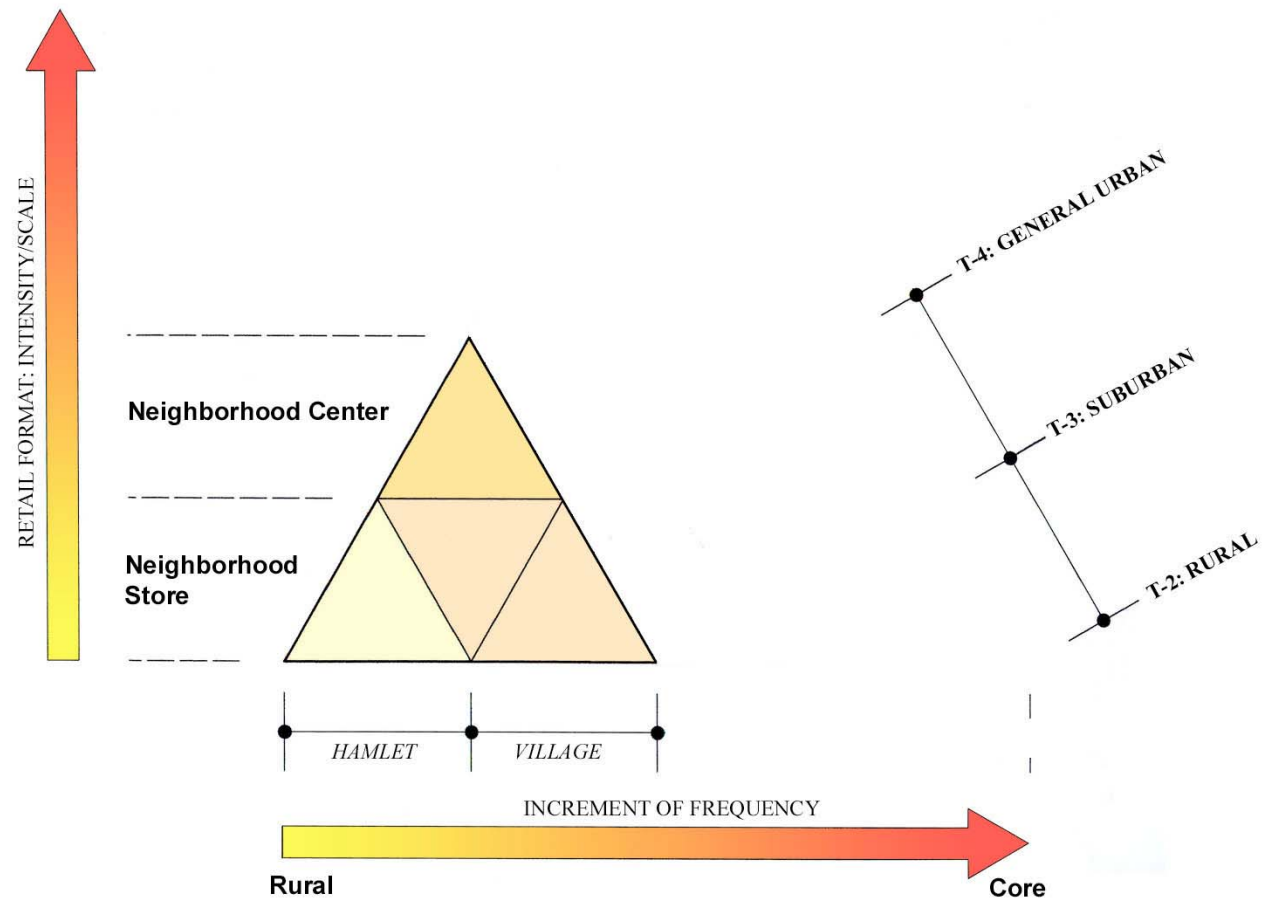 RETAIL FORMAT: INTENSITY/SCALE
T-4: GENERAL URBAN
Neighborhood Center
T-3: SUBURBAN
Neighborhood
Store
T-2: RURAL
HAMLET
VILLAGE
INCREMENT OF FREQUENCY
Rural
Core